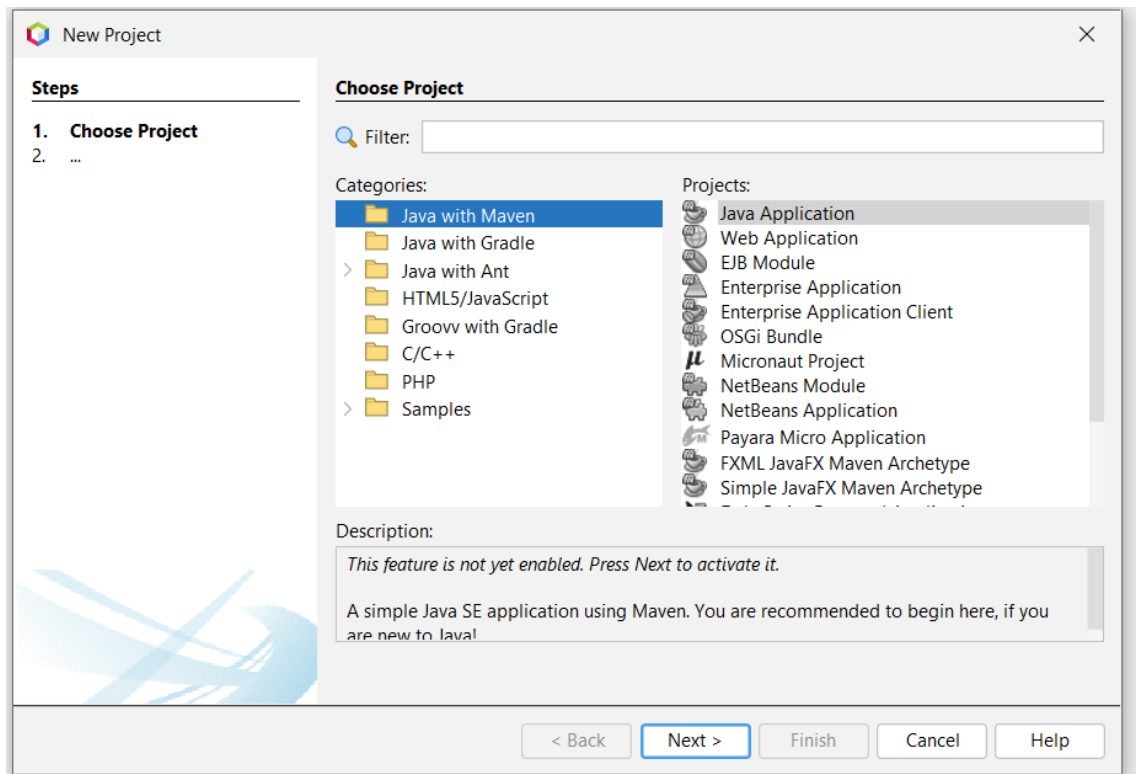 New Project
Steps
1. Choose Project
2. ...
Choose Project
Filter:
Categories:
Java with Maven
Java with Gradle
Java with Ant
HTML5/JavaScript
Groovv with Gradle
C/C++
PHP
Samples
Projects:
Java Application
Web Application
EJB Module
Enterprise Application
Enterprise Application Client
OSGi Bundle
μ Micronaut Project
NetBeans Module
NetBeans Application
Payara Micro Application
FXML JavaFX Maven Archetype
Simple JavaFX Maven Archetype
Description:
This feature is not yet enabled. Press Next to activate it.
A simple Java SE application using Maven. You are recommended to begin here, if you
are new to Java!
< Back
Next >
Finish
Cancel
Help